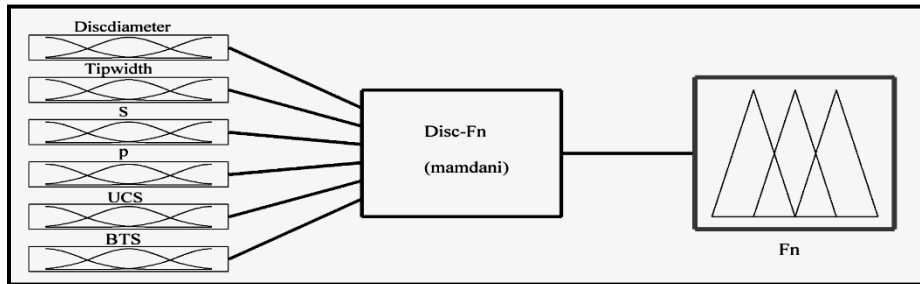 Discdiameter
Tipwidth
S
p
UCS
BTS
Disc-Fn
(mamdani)
Fn